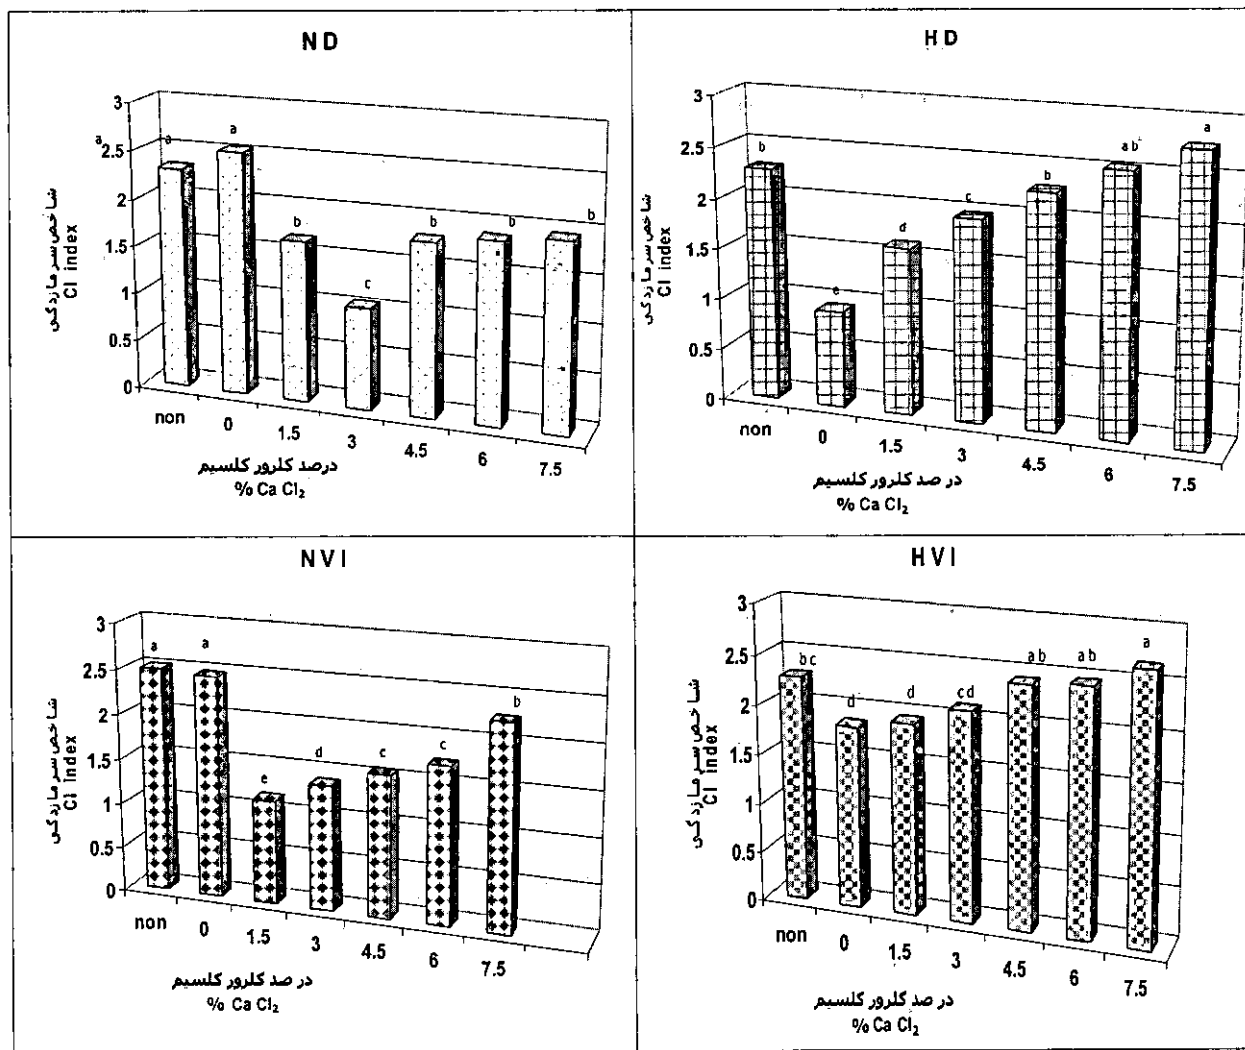 ND
3
2.5
2
1.5
1
0.5
0
a
a
a
b
c
b
b
b
شاخص سرمازدگی
CI index
non
0
1.5
3
4.5
6
7.5
درصد کلرور کلسیم
% Ca Cl₂
HD
3
2.5
2
1.5
1
0.5
0
b
e
d
c
b
ab
a
شاخص سرمازدگی
CI index
non
0
1.5
3
4.5
6
7.5
در صد کلرور کلسیم
% Ca Cl₂
NVI
3
2.5
2
1.5
1
0.5
0
a
a
e
d
c
c
b
شاخص سرمازدگی
CI index
non
0
1.5
3
4.5
6
7.5
در صد کلرور کلسیم
% Ca Cl₂
HVI
3
2.5
2
1.5
1
0.5
0
bc
d
d
cd
ab
ab
a
شاخص سرمازدگی
CI index
non
0
1.5
3
4.5
6
7.5
در صد کلرور کلسیم
% Ca Cl₂